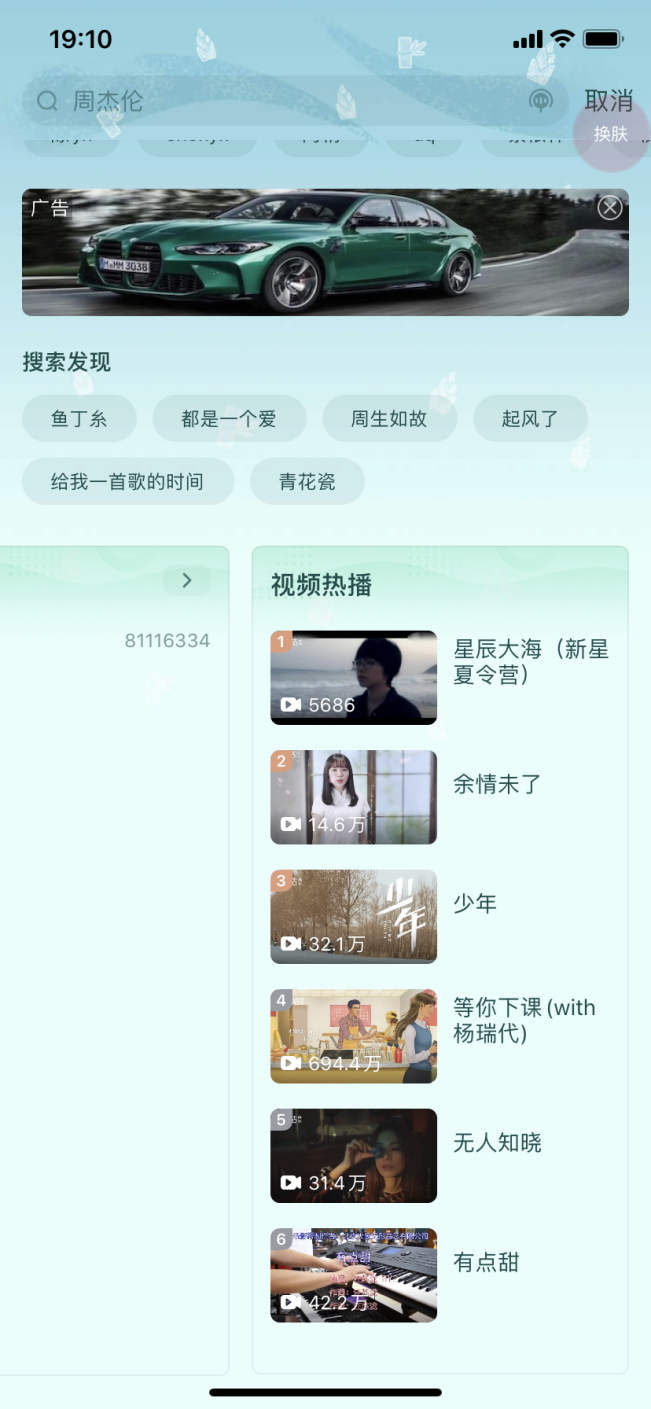 19:10
周杰伦
取消
换肤
广告
M·MM 3038
搜索发现
鱼丁糸
都是一个爱
周生如故
起风了
给我一首歌的时间
青花瓷
视频热播
81116334
1
5686
星辰大海（新星
夏令营）
2
14.6万
余情未了
3
少年
32.1万
少年
4
694.4万
等你下课(with
杨瑞代)
5
31.4万
无人知晓
6
有点甜
42.2万
有点甜